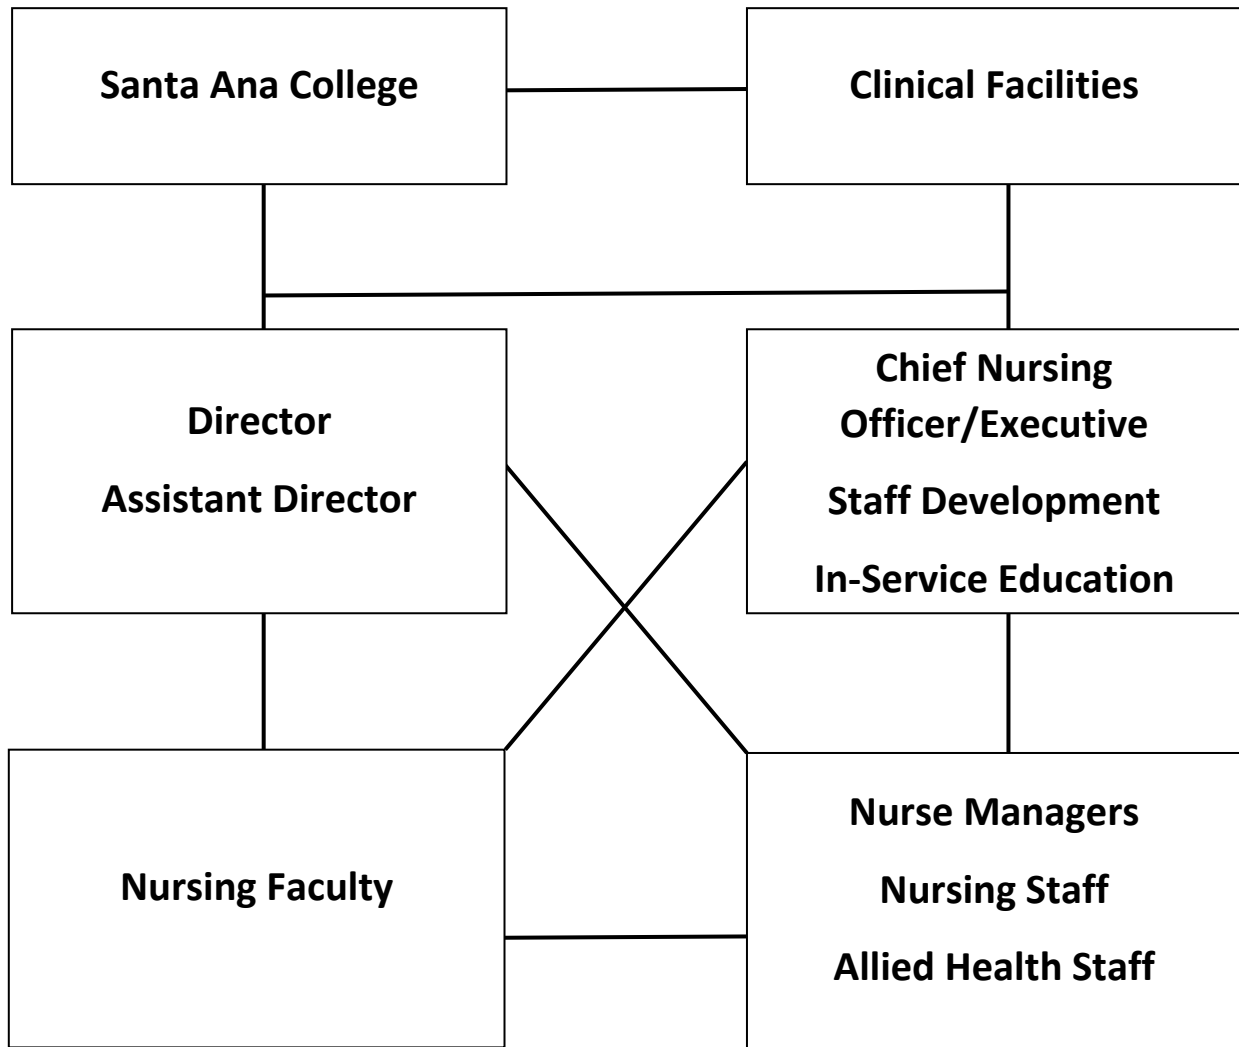 Santa Ana College
Clinical Facilities
Director
Assistant Director
Chief Nursing
Officer/Executive
Staff Development
In-Service Education
Nursing Faculty
Nurse Managers
Nursing Staff
Allied Health Staff